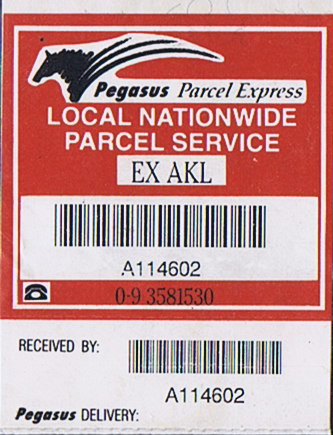 Pegasus Parcel Express
LOCAL NATIONWIDE
PARCEL SERVICE
EX AKL
A114602
0-9 3581530
RECEIVED BY:
A114602
Pegasus DELIVERY: